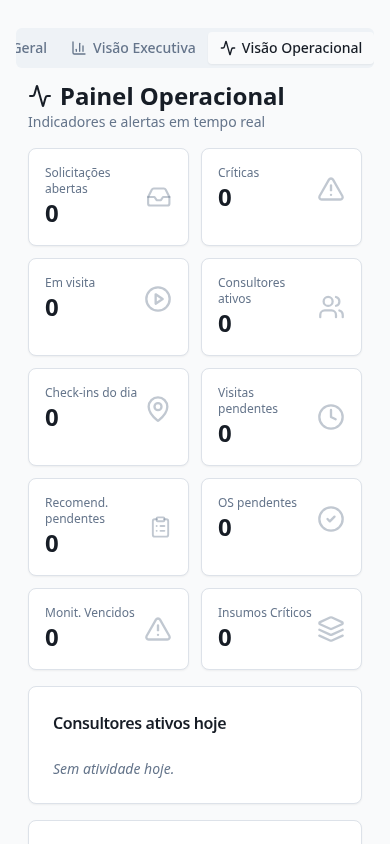 Geral Visão Executiva Visão Operacional
Painel Operacional
Indicadores e alertas em tempo real
Solicitações
abertas
0
Críticas
0
Em visita
0
Consultores
ativos
0
Check-ins do dia
0
Visitas
pendentes
0
Recomend.
pendentes
0
OS pendentes
0
Monit. Vencidos
0
Insumos Críticos
0
Consultores ativos hoje
Sem atividade hoje.